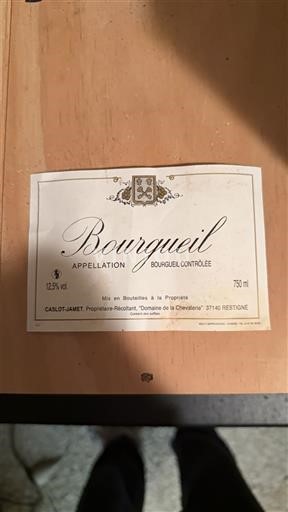 Bourgueil
APPELLATION BOURGUEIL CONTRÔLÉE
12,5% vol. 750 ml
Mis en Bouteilles à la Propriété
CASLOT-JAMET, Propriétaire-Récoltant, "Domaine de la Chevalerie" 37140 RESTIGNE
Contient des sulfites